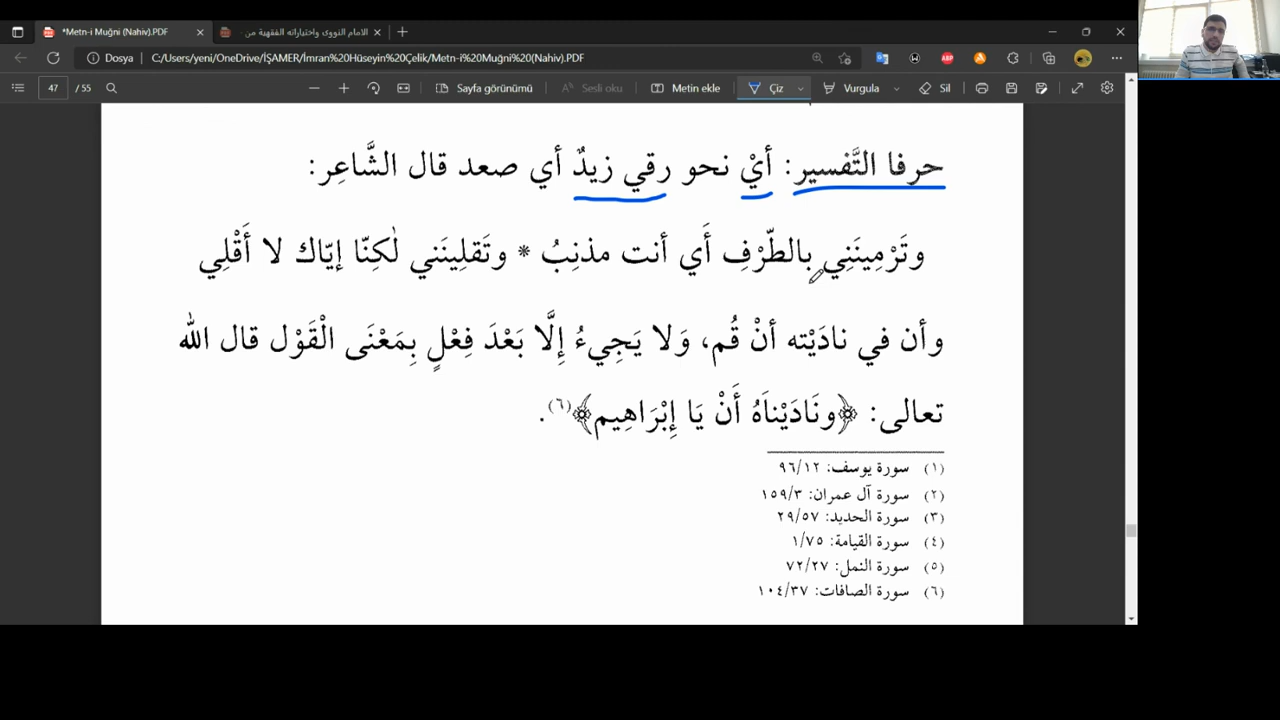 *Metn-i Muğni (Nahiv).PDF
الامام النووى واختياراته الفقهية من
Dosya
C:/Users/yeni/OneDrive/İŞAMER/İmran%20Hüseyin%20Çelik/Metn-i%20Muğni%20(Nahiv).PDF
47 / 55
Sayfa görünümü
Sesli oku
Metin ekle
Çiz
Vurgula
Sil
حرفا التَّفسير: أيْ نحو رقي زيدٌ أي صعد قال الشَّاعِر:
وتَرْمِينَنِي بالطّرْفِ أَي أنت مذنِبُ * وتَقلِينَني لٰكِنّا إيّاك لا أَقْلِي
وأن في نادَيْته أنْ قُم، وَلا يَجِيءُ إِلَّا بَعْدَ فِعْلٍ بِمَعْنَى الْقَوْل قال الله
تعالى: ﴿ونَادَيْناَهُ أَنْ يَا إِبْرَاهِيم﴾(٦).
(١) سورة يوسف: ٩٦/١٢
(٢) سورة آل عمران: ١٥٩/٣
(٣) سورة الحديد: ٢٩/٥٧
(٤) سورة القيامة: ١/٧٥
(٥) سورة النمل: ٧٢/٢٧
(٦) سورة الصافات: ١٠٤/٣٧